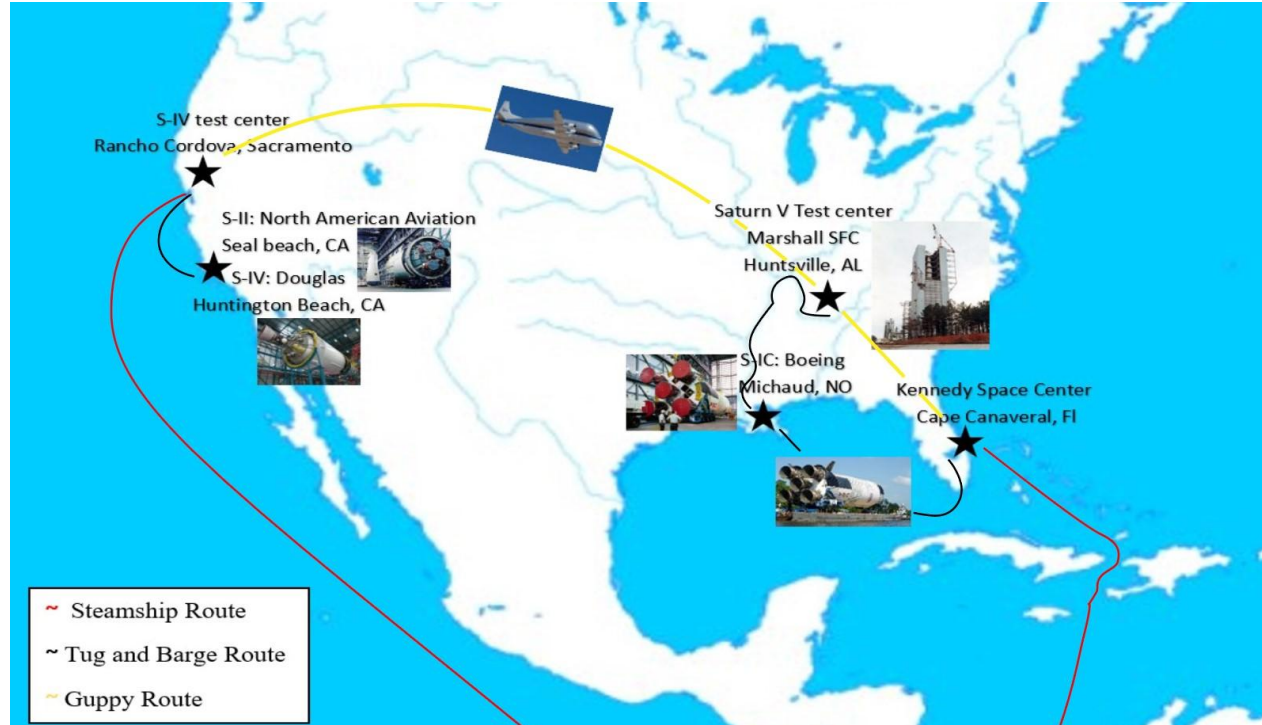 S-IV test center
Rancho Cordova, Sacramento
S-II: North American Aviation
Seal beach, CA
S-IV: Douglas
Huntington Beach, CA
Saturn V Test center
Marshall SFC
Huntsville, AL
S-IC: Boeing
Michaud, NO
Kennedy Space Center
Cape Canaveral, Fl
~ Steamship Route
~ Tug and Barge Route
~ Guppy Route